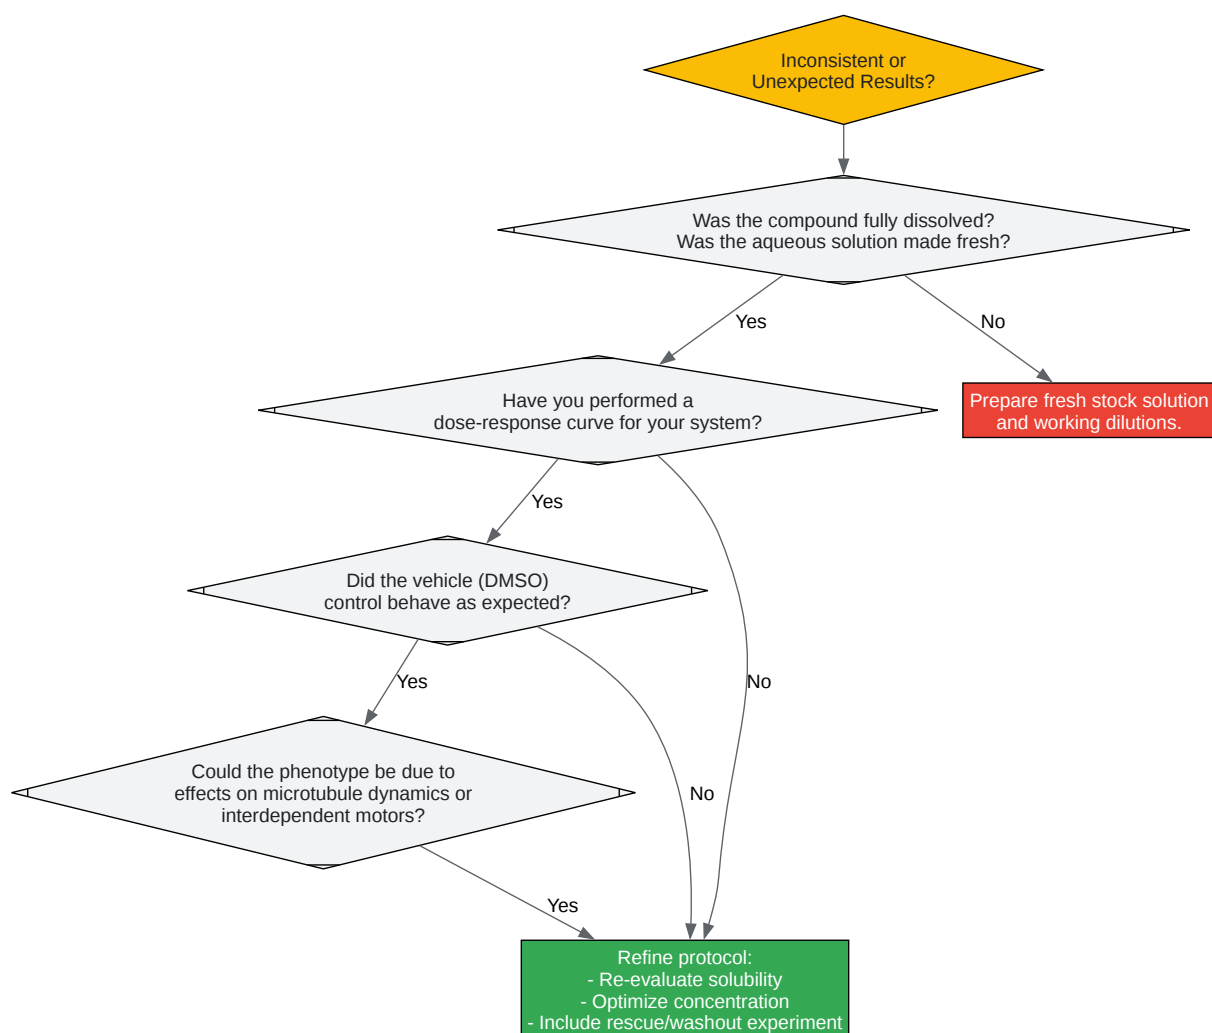 Inconsistent or
Unexpected Results?
Was the compound fully dissolved?
Was the aqueous solution made fresh?
Yes
No
Have you performed a
dose-response curve for your system?
Prepare fresh stock solution
and working dilutions.
Yes
Did the vehicle (DMSO)
control behave as expected?
Yes
No
Could the phenotype be due to
effects on microtubule dynamics or
interdependent motors?
No
Yes
Refine protocol:
- Re-evaluate solubility
- Optimize concentration
- Include rescue/washout experiment